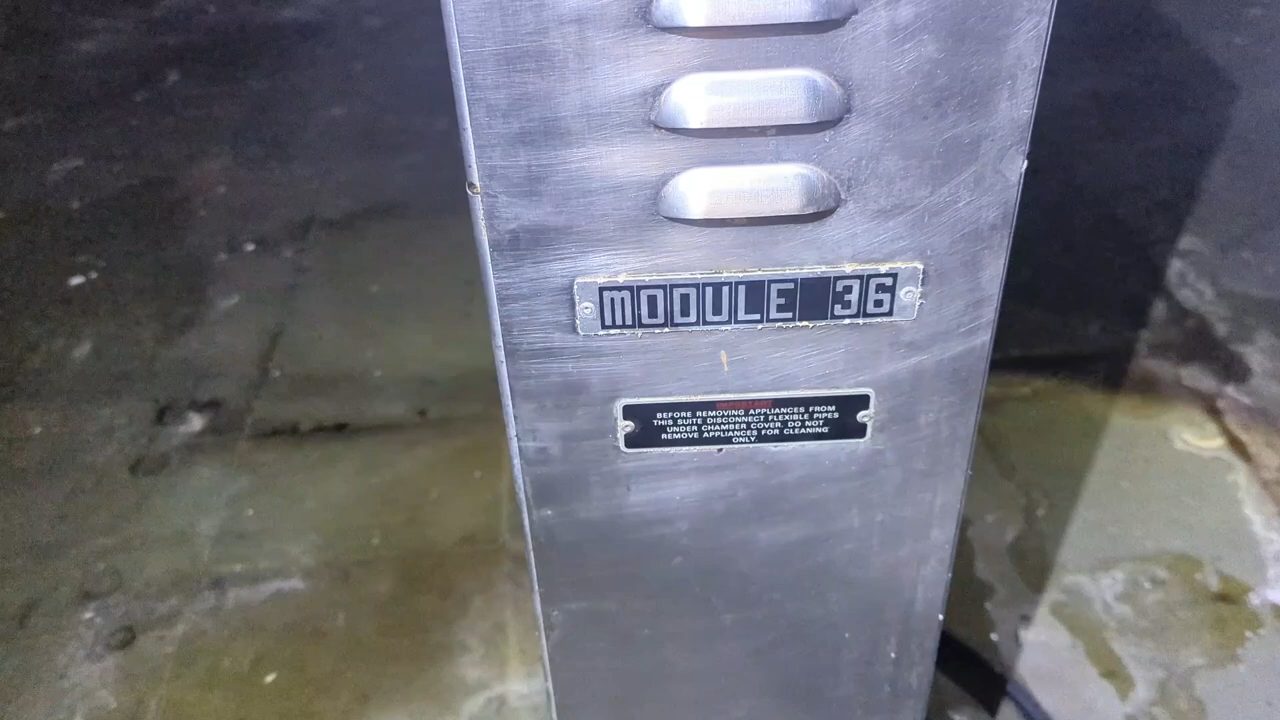 mODULE 36
IMPORTANT
BEFORE REMOVING APPLIANCES FROM
THIS SUITE DISCONNECT FLEXIBLE PIPES
UNDER CHAMBER COVER. DO NOT
REMOVE APPLIANCES FOR CLEANING
ONLY.